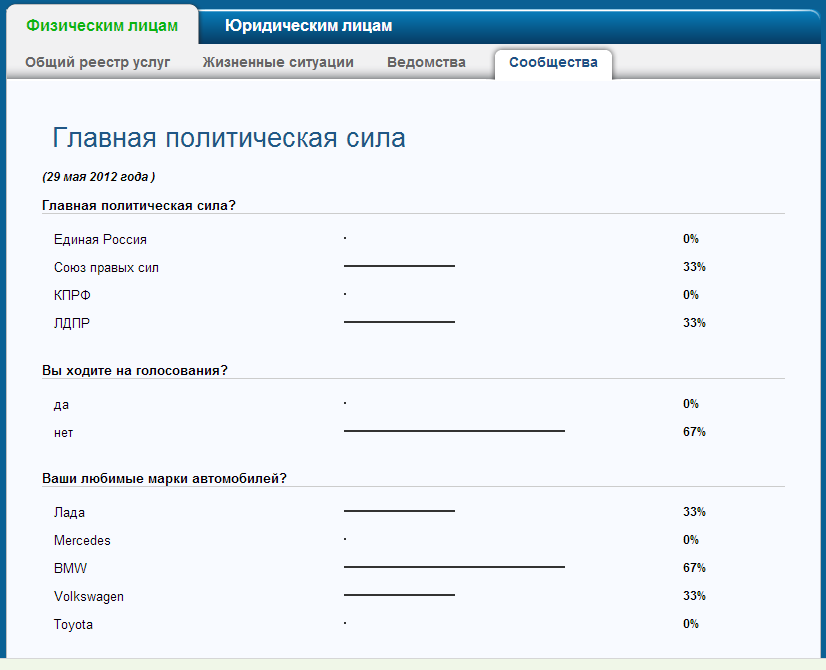 Физическим лицам Юридическим лицам
Общий реестр услуг Жизненные ситуации Ведомства Сообщества
Главная политическая сила
(29 мая 2012 года )
Главная политическая сила?
Единая Россия 0%
Союз правых сил 33%
КПРФ 0%
ЛДПР 33%
Вы ходите на голосования?
да 0%
нет 67%
Ваши любимые марки автомобилей?
Лада 33%
Mercedes 0%
BMW 67%
Volkswagen 33%
Toyota 0%